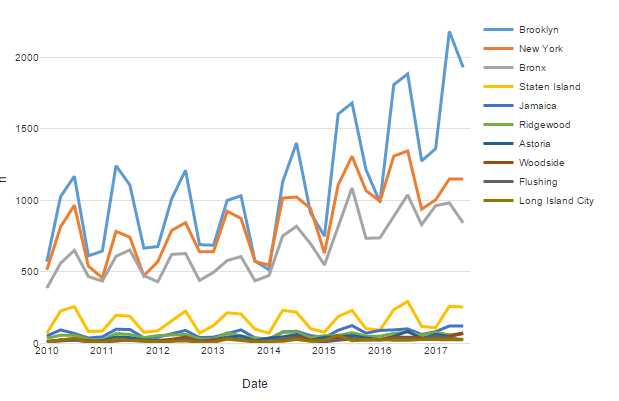 2000
1500
1000
500
0
n
2010 2011 2012 2013 2014 2015 2016 2017
Date
Brooklyn
New York
Bronx
Staten Island
Jamaica
Ridgewood
Astoria
Woodside
Flushing
Long Island City